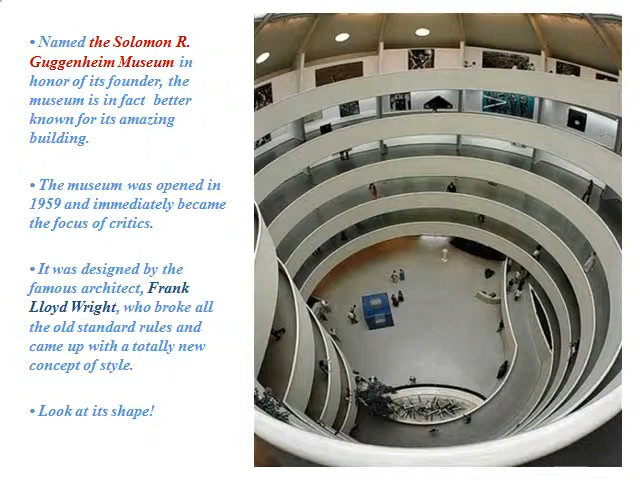 • Named the Solomon R.
Guggenheim Museum in
honor of its founder, the
museum is in fact better
known for its amazing
building.
• The museum was opened in
1959 and immediately became
the focus of critics.
• It was designed by the
famous architect, Frank
Lloyd Wright, who broke all
the old standard rules and
came up with a totally new
concept of style.
• Look at its shape!